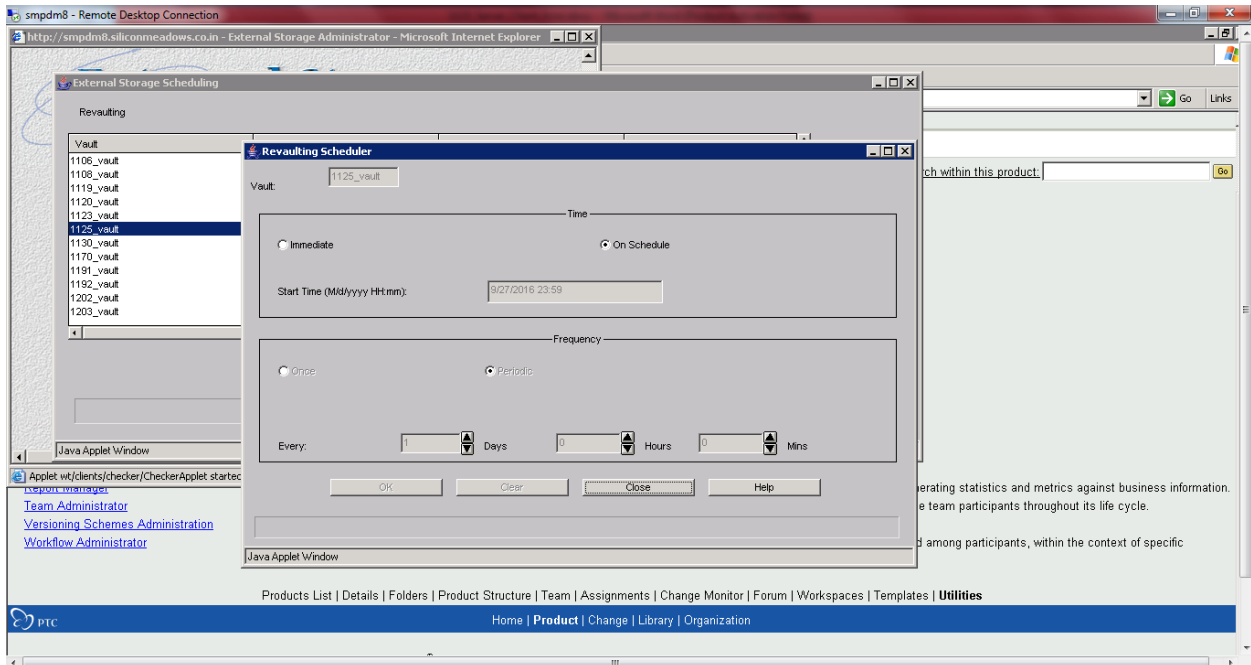 smpdm8 - Remote Desktop Connection
http://smpdm8.siliconmeadows.co.in - External Storage Administrator - Microsoft Internet Explorer
External Storage Scheduling
Go Links
Revaulting
Vault
1106_vault
1108_vault
1119_vault
1120_vault
1123_vault
1125_vault
1130_vault
1170_vault
1191_vault
1192_vault
1202_vault
1203_vault
Java Applet Window
Revaulting Scheduler
Vault: 1125_vault
Time
Immediate On Schedule
Start Time (M/d/yyyy HH:mm): 9/27/2016 23:59
Frequency
Once Periodic
Every: 1 Days 0 Hours 0 Mins
OK Clear Close Help
Java Applet Window
rch within this product: Go
Applet wt/clients/checker/CheckerApplet started
Report Manager
erating statistics and metrics against business information.
Team Administrator
e team participants throughout its life cycle.
Versioning Schemes Administration
Workflow Administrator
d among participants, within the context of specific
Products List | Details | Folders | Product Structure | Team | Assignments | Change Monitor | Forum | Workspaces | Templates | Utilities
PTC
Home | Product | Change | Library | Organization